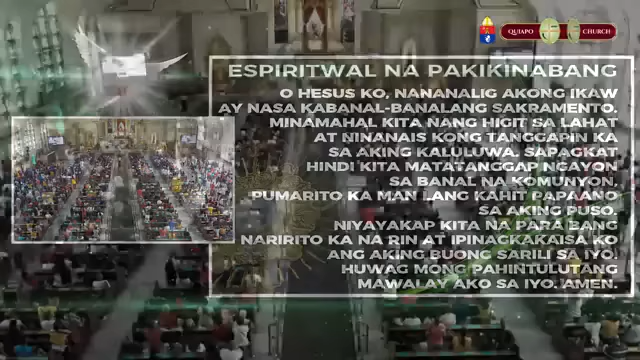 QUIAPO CHURCH
ESPIRITWAL NA PAKIKINABANG
O HESUS KO, NANANALIG AKONG IKAW
AY NASA KABANAL-BANALANG SAKRAMENTO.
MINAMAHAL KITA NANG HIGIT SA LAHAT
AT NINANAIS KONG TANGGAPIN KA
SA AKING KALULUWA. SAPAGKAT
HINDI KITA MATATANGGAP NGAYON
SA BANAL NA KOMUNYON,
PUMARITO KA MAN LANG KAHIT PAPAANO
SA AKING PUSO.
NIYAYAKAP KITA NA PARA BANG
NARIRITO KA NA RIN AT IPINAGKAKAISA KO
ANG AKING BUONG SARILI SA IYO.
HUWAG MONG PAHINTULUTANG
MAWALAY AKO SA IYO. AMEN.